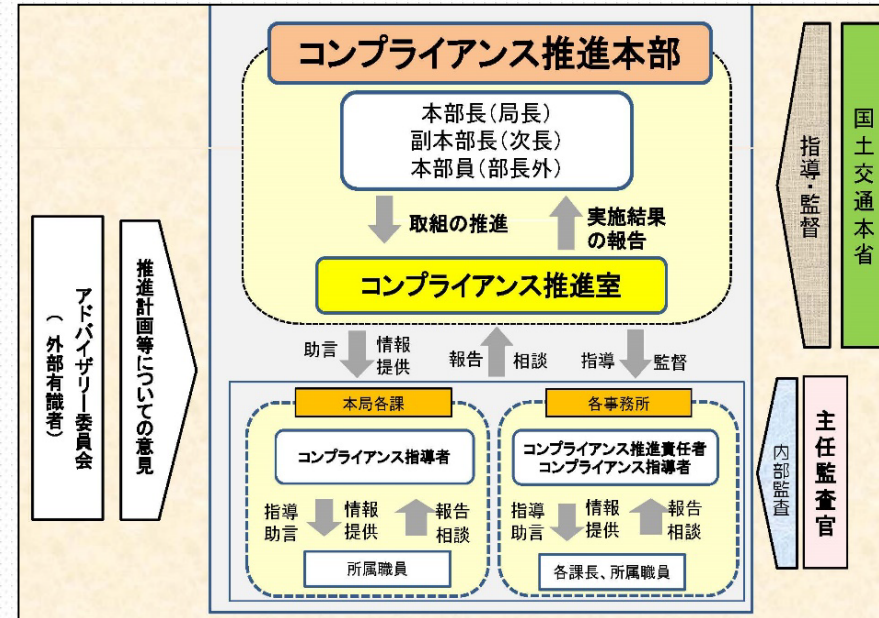 コンプライアンス推進本部
本部長(局長)
副本部長(次長)
本部員(部長外)
取組の推進
実施結果
の報告
コンプライアンス推進室
助言
情報
提供
報告
相談
指導
監督
本局各課
コンプライアンス指導者
指導
助言
情報
提供
報告
相談
所属職員
各事務所
コンプライアンス推進責任者
コンプライアンス指導者
指導
助言
情報
提供
報告
相談
各課長、所属職員
アドバイザリー委員会
(外部有識者)
推進計画等についての意見
国土交通本省
指導・監督
主任監査官
内部監査